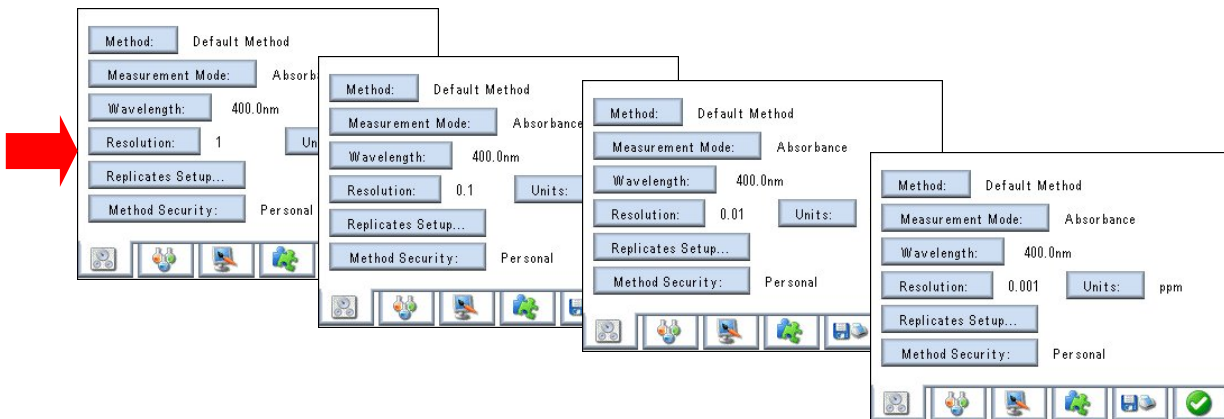 Method: Default Method
Measurement Mode: Absorb
Wavelength: 400.0nm
Resolution: 1 Un
Replicates Setup...
Method Security: Personal
Method: Default Method
Measurement Mode: Absorbance
Wavelength: 400.0nm
Resolution: 0.1 Units:
Replicates Setup...
Method Security: Personal
Method: Default Method
Measurement Mode: Absorbance
Wavelength: 400.0nm
Resolution: 0.01 Units:
Replicates Setup...
Method Security: Personal
Method: Default Method
Measurement Mode: Absorbance
Wavelength: 400.0nm
Resolution: 0.001 Units: ppm
Replicates Setup...
Method Security: Personal